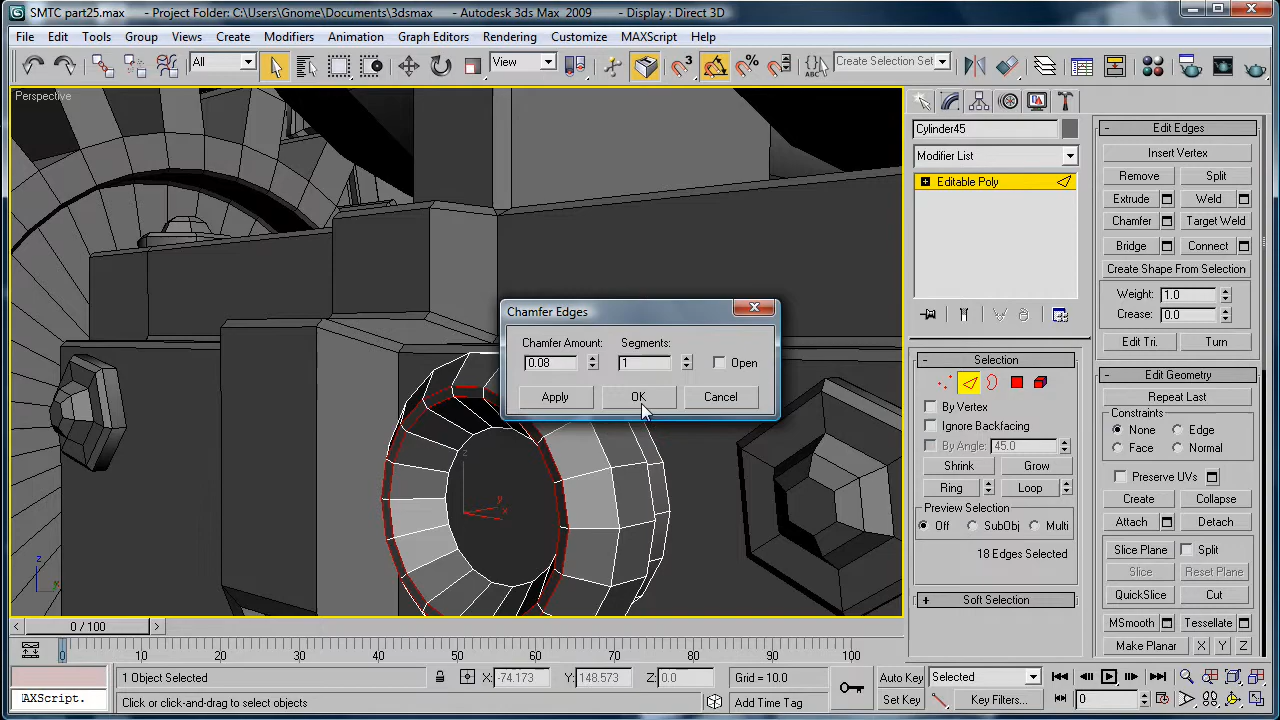 SMTC part25.max - Project Folder: C:\Users\Gnome\Documents\3dsmax - Autodesk 3ds Max 2009 - Display : Direct 3D
File Edit Tools Group Views Create Modifiers Animation Graph Editors Rendering Customize MAXScript Help
All View 3 % ABC Create Selection Set
Perspective
Cylinder45
Modifier List
Editable Poly
- Edit Edges
Insert Vertex
Remove Split
Extrude Weld
Chamfer Target Weld
Bridge Connect
Create Shape From Selection
Weight: 1.0
Crease: 0.0
Edit Tri. Turn
Chamfer Edges
Chamfer Amount: Segments:
0.08 1 Open
Apply OK Cancel
- Selection
By Vertex
Ignore Backfacing
By Angle: 45.0
Shrink Grow
Ring Loop
Preview Selection
Off SubObj Multi
18 Edges Selected
+ Soft Selection
- Edit Geometry
Repeat Last
Constraints
None Edge
Face Normal
Preserve UVs
Create Collapse
Attach Detach
Slice Plane Split
Slice Reset Plane
QuickSlice Cut
MSmooth Tessellate
Make Planar X Y Z
z
y
x
z
y
< 0 / 100 >
0 10 20 30 40 50 60 70 80 90 100
1 Object Selected X: -74.173 Y: 148.573 Z: 0.0 Grid = 10.0 Auto Key Selected
AXScript. Click or click-and-drag to select objects Add Time Tag Set Key Key Filters... 0